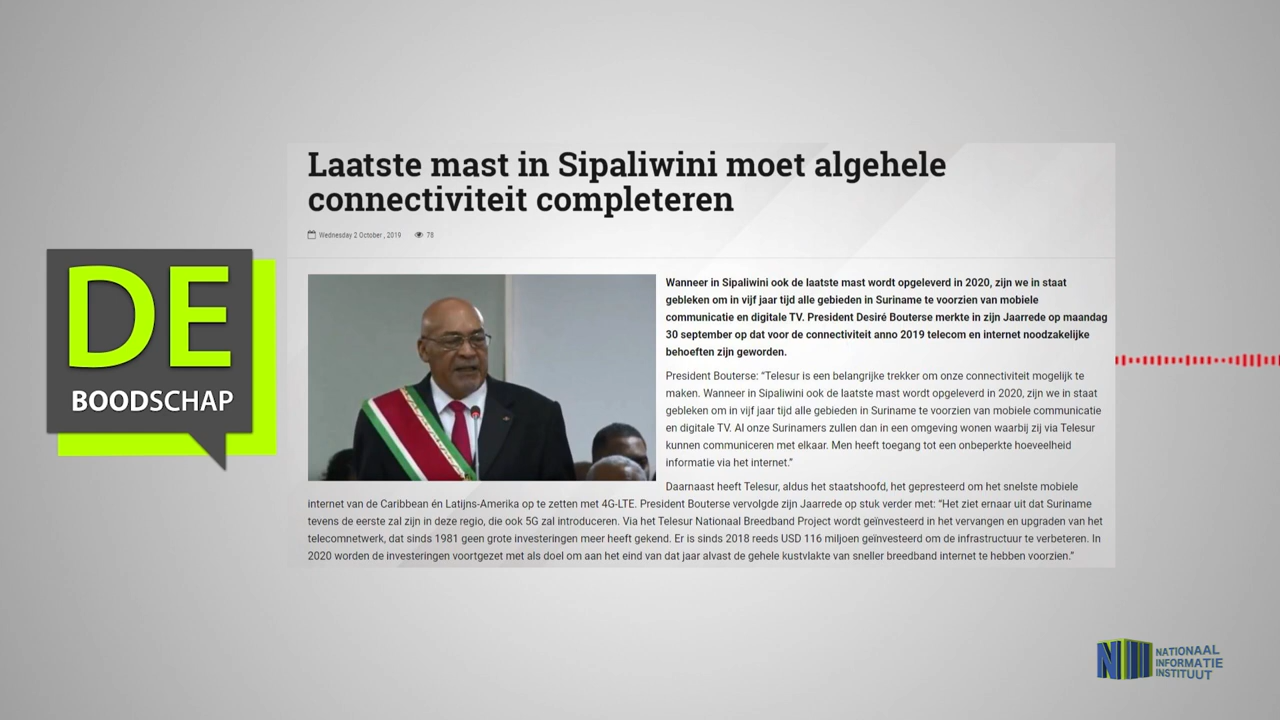 Laatste mast in Sipaliwini moet algehele
connectiviteit completeren
Wednesday 2 October , 2019 78
DE
BOODSCHAP
Wanneer in Sipaliwini ook de laatste mast wordt opgeleverd in 2020, zijn we in staat
gebleken om in vijf jaar tijd alle gebieden in Suriname te voorzien van mobiele
communicatie en digitale TV. President Desiré Bouterse merkte in zijn Jaarrede op maandag
30 september op dat voor de connectiviteit anno 2019 telecom en internet noodzakelijke
behoeften zijn geworden.
President Bouterse: “Telesur is een belangrijke trekker om onze connectiviteit mogelijk te
maken. Wanneer in Sipaliwini ook de laatste mast wordt opgeleverd in 2020, zijn we in staat
gebleken om in vijf jaar tijd alle gebieden in Suriname te voorzien van mobiele communicatie
en digitale TV. Al onze Surinamers zullen dan in een omgeving wonen waarbij zij via Telesur
kunnen communiceren met elkaar. Men heeft toegang tot een onbeperkte hoeveelheid
informatie via het internet.”
Daarnaast heeft Telesur, aldus het staatshoofd, het gepresteerd om het snelste mobiele
internet van de Caribbean én Latijns-Amerika op te zetten met 4G-LTE. President Bouterse vervolgde zijn Jaarrede op stuk verder met: “Het ziet ernaar uit dat Suriname
tevens de eerste zal zijn in deze regio, die ook 5G zal introduceren. Via het Telesur Nationaal Breedband Project wordt geïnvesteerd in het vervangen en upgraden van het
telecomnetwerk, dat sinds 1981 geen grote investeringen meer heeft gekend. Er is sinds 2018 reeds USD 116 miljoen geïnvesteerd om de infrastructuur te verbeteren. In
2020 worden de investeringen voortgezet met als doel om aan het eind van dat jaar alvast de gehele kustvlakte van sneller breedband internet te hebben voorzien.”
NATIONAAL
INFORMATIE
INSTITUUT